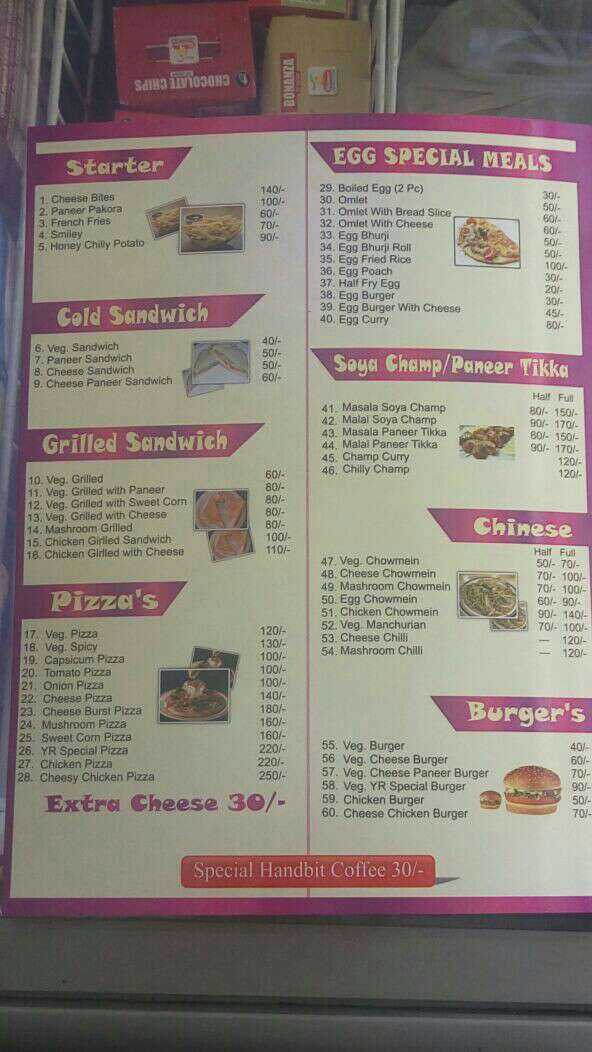 CHOCOLATE CHIPS
BONANZA
Starter
1. Cheese Bites 140/-
2. Paneer Pakora 100/-
3. French Fries 60/-
4. Smiley 70/-
5. Honey Chilly Potato 90/-
Cold Sandwich
6. Veg. Sandwich 40/-
7. Paneer Sandwich 50/-
8. Cheese Sandwich 50/-
9. Cheese Paneer Sandwich 60/-
Grilled Sandwich
10. Veg. Grilled 60/-
11. Veg. Grilled with Paneer 80/-
12. Veg. Grilled with Sweet Corn 80/-
13. Veg. Grilled with Cheese 80/-
14. Mashroom Grilled 80/-
15. Chicken Girlled Sandwich 100/-
16. Chicken Girlled with Cheese 110/-
Pizza's
17. Veg. Pizza 120/-
18. Veg. Spicy 130/-
19. Capsicum Pizza 100/-
20. Tomato Pizza 100/-
21. Onion Pizza 100/-
22. Cheese Pizza 140/-
23. Cheese Burst Pizza 180/-
24. Mushroom Pizza 160/-
25. Sweet Corn Pizza 160/-
26. YR Special Pizza 220/-
27. Chicken Pizza 220/-
28. Cheesy Chicken Pizza 250/-
Extra Cheese 30/-
EGG SPECIAL MEALS
29. Boiled Egg (2 Pc) 30/-
30. Omlet 50/-
31. Omlet With Bread Slice 60/-
32. Omlet With Cheese 60/-
33. Egg Bhurji 50/-
34. Egg Bhurji Roll 50/-
35. Egg Fried Rice 100/-
36. Egg Poach 30/-
37. Half Fry Egg 20/-
38. Egg Burger 30/-
39. Egg Burger With Cheese 45/-
40. Egg Curry 80/-
Soya Champ/Paneer Tikka
Half Full
41. Masala Soya Champ 80/- 150/-
42. Malai Soya Champ 90/- 170/-
43. Masala Paneer Tikka 80/- 150/-
44. Malai Paneer Tikka 90/- 170/-
45. Champ Curry 120/-
46. Chilly Champ 120/-
Chinese
Half Full
47. Veg. Chowmein 50/- 70/-
48. Cheese Chowmein 70/- 100/-
49. Mashroom Chowmein 70/- 100/-
50. Egg Chowmein 60/- 90/-
51. Chicken Chowmein 90/- 140/-
52. Veg. Manchurian 70/- 100/-
53. Cheese Chilli --- 120/-
54. Mashroom Chilli --- 120/-
Burger's
55. Veg. Burger 40/-
56 Veg. Cheese Burger 60/-
57. Veg. Cheese Paneer Burger 70/-
58. Veg. YR Special Burger 90/-
59. Chicken Burger 50/-
60. Cheese Chicken Burger 70/-
Special Handbit Coffee 30/-